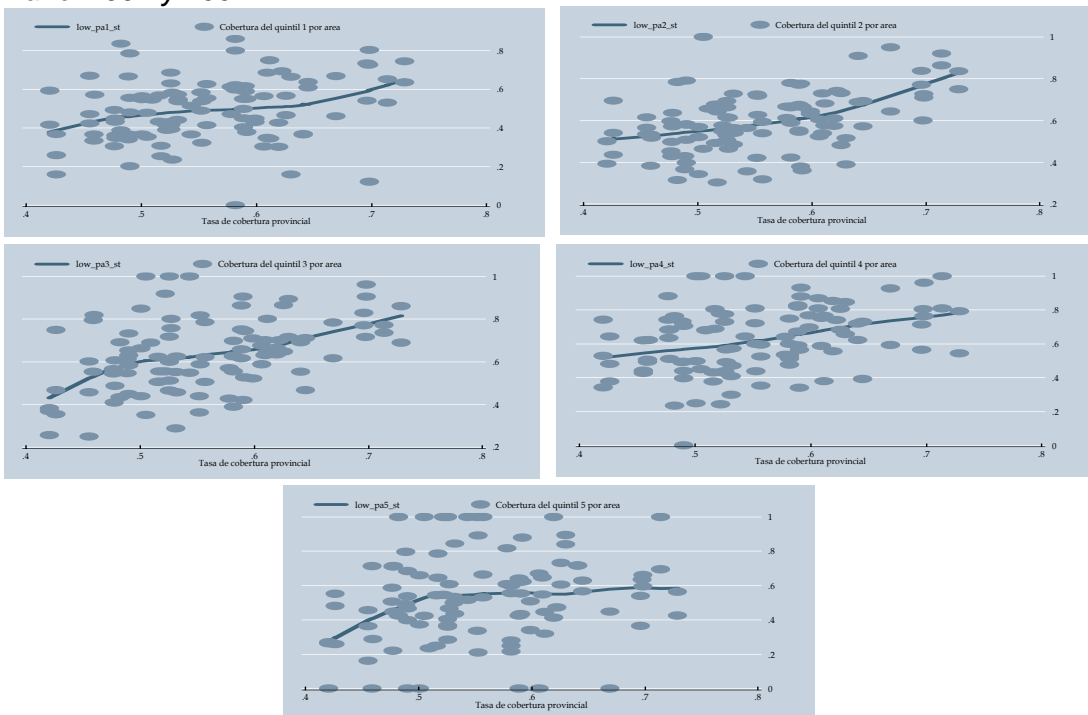 low_pa1_st Cobertura del quintil 1 por area
.8
.6
.4
.2
0
.4 .5 .6 .7 .8
Tasa de cobertura provincial
low_pa2_st Cobertura del quintil 2 por area
1
.8
.6
.4
.2
.4 .5 .6 .7 .8
Tasa de cobertura provincial
low_pa3_st Cobertura del quintil 3 por area
1
.8
.6
.4
.2
.4 .5 .6 .7 .8
Tasa de cobertura provincial
low_pa4_st Cobertura del quintil 4 por area
1
.8
.6
.4
.2
0
.4 .5 .6 .7 .8
Tasa de cobertura provincial
low_pa5_st Cobertura del quintil 5 por area
1
.8
.6
.4
.2
0
.4 .5 .6 .7 .8
Tasa de cobertura provincial